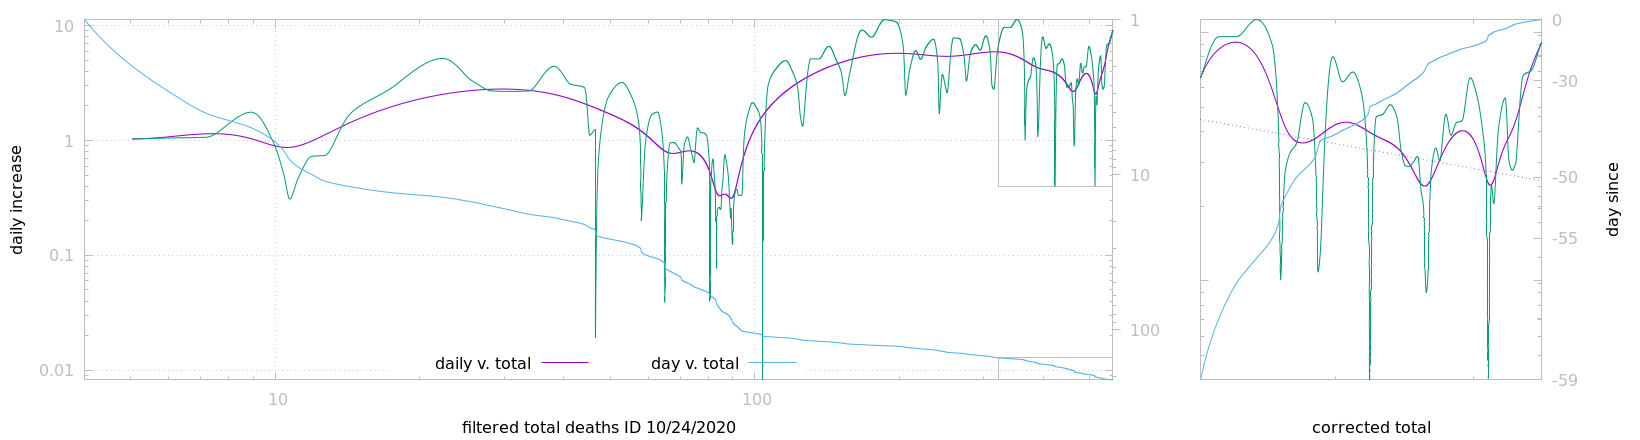 10
1
0.1
0.01
daily increase
1
10
100
daily v. total
day v. total
10
100
filtered total deaths ID 10/24/2020
0
-30
-50
-55
-59
day since
corrected total